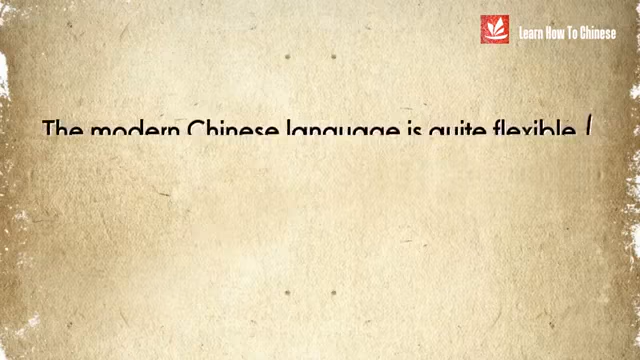 Learn How To Chinese
The modern Chinese language is quite flexible